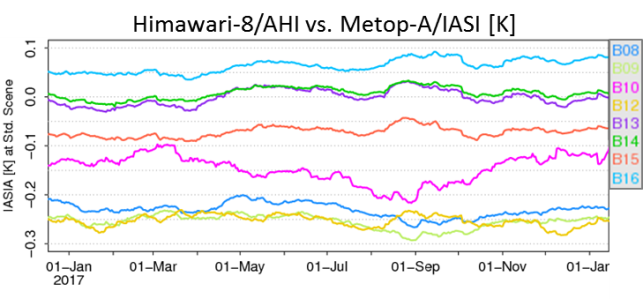 Himawari-8/AHI vs. Metop-A/IASI [K]
IASIA [K] at Std. Scene
0.1
0.0
−0.1
−0.2
−0.3
B08
B09
B10
B12
B13
B14
B15
B16
01−Jan 01−Mar 01−May 01−Jul 01−Sep 01−Nov 01−Jan
2017